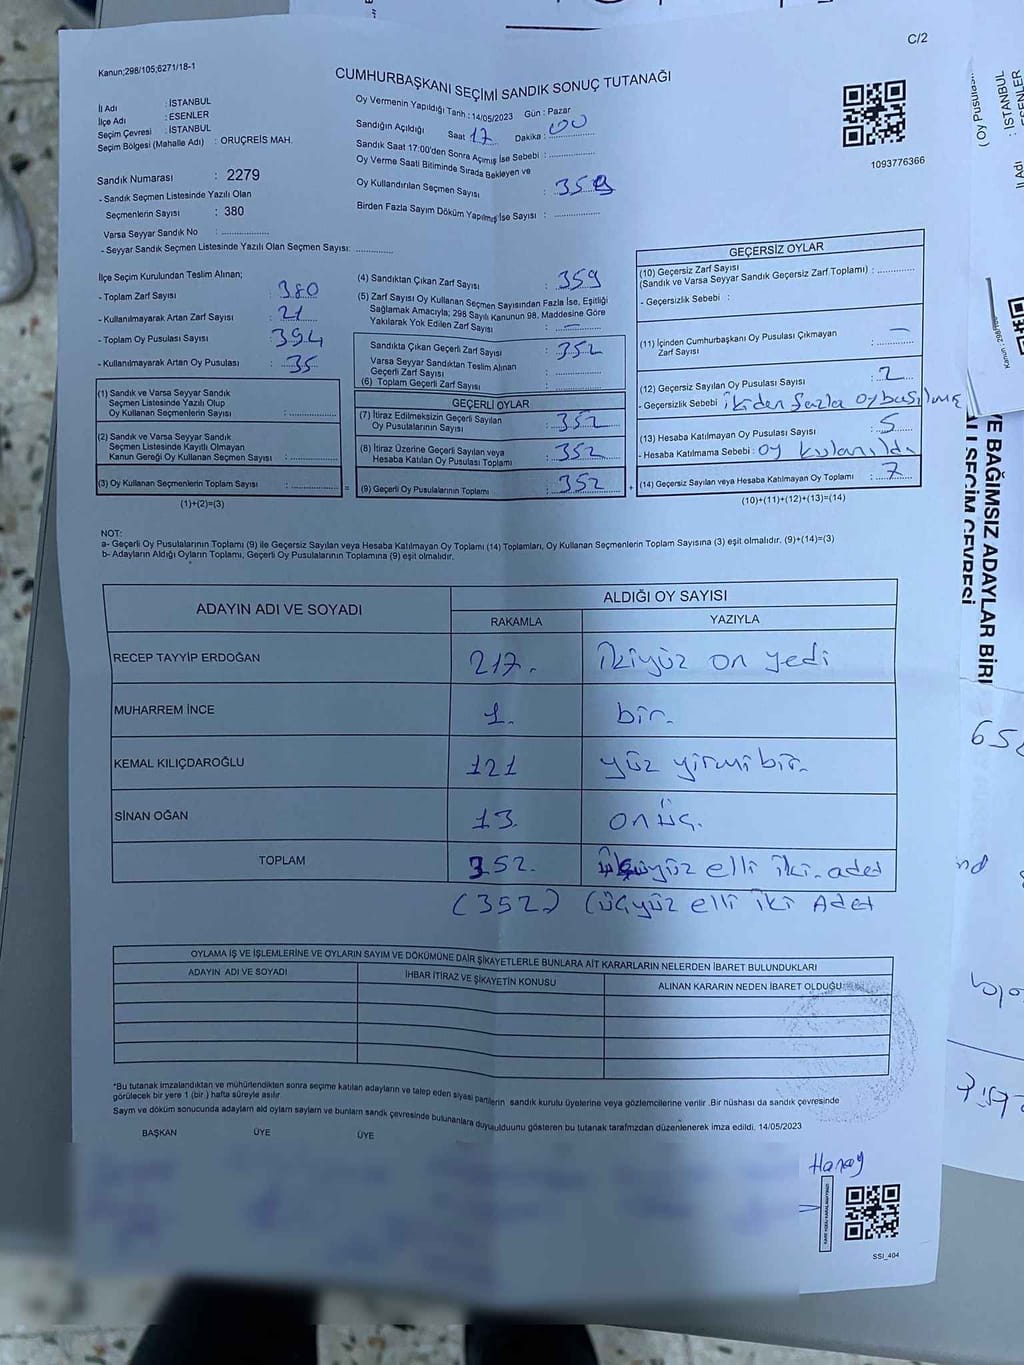 C/2
Kanun;298/105;6271/18-1
CUMHURBAŞKANI SEÇİMİ SANDIK SONUÇ TUTANAĞI
İl Adı : İSTANBUL
İlçe Adı : ESENLER
Seçim Çevresi : İSTANBUL
Seçim Bölgesi (Mahalle Adı) : ORUÇREİS MAH.
Sandık Numarası : 2279
- Sandık Seçmen Listesinde Yazılı Olan
Seçmenlerin Sayısı : 380
Varsa Seyyar Sandık No : ..............
- Seyyar Sandık Seçmen Listesinde Yazılı Olan Seçmen Sayısı: ............
Oy Vermenin Yapıldığı Tarih : 14/05/2023 Gün : Pazar
Sandığın Açıldığı Saat 17 Dakika : 00
Sandık Saat 17:00'den Sonra Açımış İse Sebebi : ..............
Oy Verme Saati Bitiminde Sırada Bekleyen ve
Oy Kullandırılan Seçmen Sayısı : 359
Birden Fazla Sayım Döküm Yapılmış İse Sayısı : ..............
1093776366
İlçe Seçim Kurulundan Teslim Alınan;
- Toplam Zarf Sayısı : 380
- Kullanılmayarak Artan Zarf Sayısı : 21
- Toplam Oy Pusulası Sayısı : 394
- Kullanılmayarak Artan Oy Pusulası : 35
(1) Sandık ve Varsa Seyyar Sandık
Seçmen Listesinde Yazılı Olup
Oy Kullanan Seçmenlerin Sayısı : ..............
(2) Sandık ve Varsa Seyyar Sandık
Seçmen Listesinde Kayıtlı Olmayan
Kanun Gereği Oy Kullanan Seçmen Sayısı : ..............
(3) Oy Kullanan Seçmenlerin Toplam Sayısı : .............. =
(1)+(2)=(3)
(4) Sandıktan Çıkan Zarf Sayısı : 359
(5) Zarf Sayısı Oy Kullanan Seçmen Sayısından Fazla İse, Eşitliği
Sağlamak Amacıyla; 298 Sayılı Kanunun 98. Maddesine Göre
Yakılarak Yok Edilen Zarf Sayısı : —
Sandıkta Çıkan Geçerli Zarf Sayısı : 352
Varsa Seyyar Sandıktan Teslim Alınan
Geçerli Zarf Sayısı : ..............
(6) Toplam Geçerli Zarf Sayısı : ..............
GEÇERLİ OYLAR
(7) İtiraz Edilmeksizin Geçerli Sayılan
Oy Pusulalarının Sayısı : 352
(8) İtiraz Üzerine Geçerli Sayılan veya
Hesaba Katılan Oy Pusulası Toplamı : 352
(9) Geçerli Oy Pusulalarının Toplamı : 352 +
GEÇERSİZ OYLAR
(10) Geçersiz Zarf Sayısı
(Sandık ve Varsa Seyyar Sandık Geçersiz Zarf Toplamı) : ............
- Geçersizlik Sebebi :
(11) İçinden Cumhurbaşkanı Oy Pusulası Çıkmayan
Zarf Sayısı : —
(12) Geçersiz Sayılan Oy Pusulası Sayısı : 2
- Geçersizlik Sebebi : ikiden fazla oy basılmış
(13) Hesaba Katılmayan Oy Pusulası Sayısı : 5
- Hesaba Katılmama Sebebi : oy kulanıldı
(14) Geçersiz Sayılan veya Hesaba Katılmayan Oy Toplamı : 7
(10)+(11)+(12)+(13)=(14)
NOT:
a- Geçerli Oy Pusulalarının Toplamı (9) ile Geçersiz Sayılan veya Hesaba Katılmayan Oy Toplamı (14) Toplamları, Oy Kullanan Seçmenlerin Toplam Sayısına (3) eşit olmalıdır. (9)+(14)=(3)
b- Adayların Aldığı Oyların Toplamı, Geçerli Oy Pusulalarının Toplamına (9) eşit olmalıdır.
ADAYIN ADI VE SOYADI ALDIĞI OY SAYISI
RAKAMLA YAZIYLA
RECEP TAYYİP ERDOĞAN 217. ikiyüz on yedi
MUHARREM İNCE 1. bir.
KEMAL KILIÇDAROĞLU 121 yüz yirmi bir.
SİNAN OĞAN 13. onüç.
TOPLAM 352. üçyüz elli iki. adet
(352) (üçyüz elli iki Adet
OYLAMA İŞ VE İŞLEMLERİNE VE OYLARIN SAYIM VE DÖKÜMÜNE DAİR ŞİKAYETLERLE BUNLARA AİT KARARLARIN NELERDEN İBARET BULUNDUKLARI
ADAYIN ADI VE SOYADI İHBAR İTİRAZ VE ŞİKAYETİN KONUSU ALINAN KARARIN NEDEN İBARET OLDUĞU
*Bu tutanak imzalandıktan ve mühürlendikten sonra seçime katılan adayların ve talep eden siyasi partilerin sandık kurulu üyelerine veya gözlemcilerine verilir .Bir nüshası da sandık çevresinde
görülecek bir yere 1 (bir ) hafta süreyle asılır
Sayım ve döküm sonucunda adayların ald oyların sayların ve bunların sandk çevresinde bulunanlara duyuulduunu gösteren bu tutanak tarafmzdan düzenlenerek imza edildi. 14/05/2023
BAŞKAN ÜYE ÜYE
SSI_404
(Oy Pusulası
: İSTANBUL
ESENLER
İl Adı
VE BAĞIMSIZ ADAYLAR BİRİ